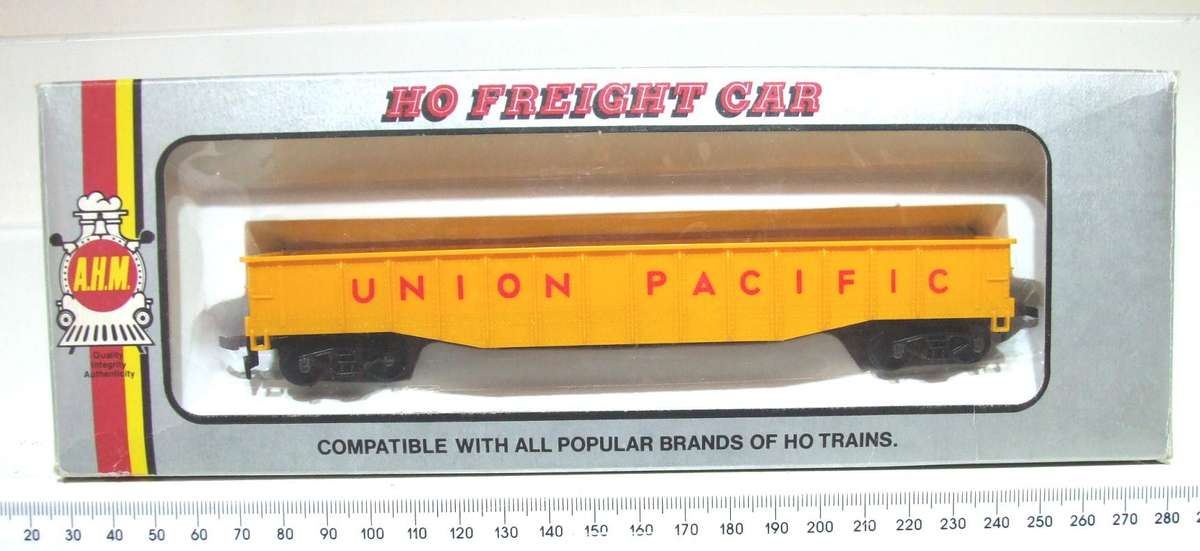 HO FREIGHT CAR
A.H.M.
Quality
Integrity
Authenticity
UNION PACIFIC
COMPATIBLE WITH ALL POPULAR BRANDS OF HO TRAINS.
20 30 40 50 60 70 80 90 100 110 120 130 140 150 160 170 180 190 200 210 220 230 240 250 260 270 280